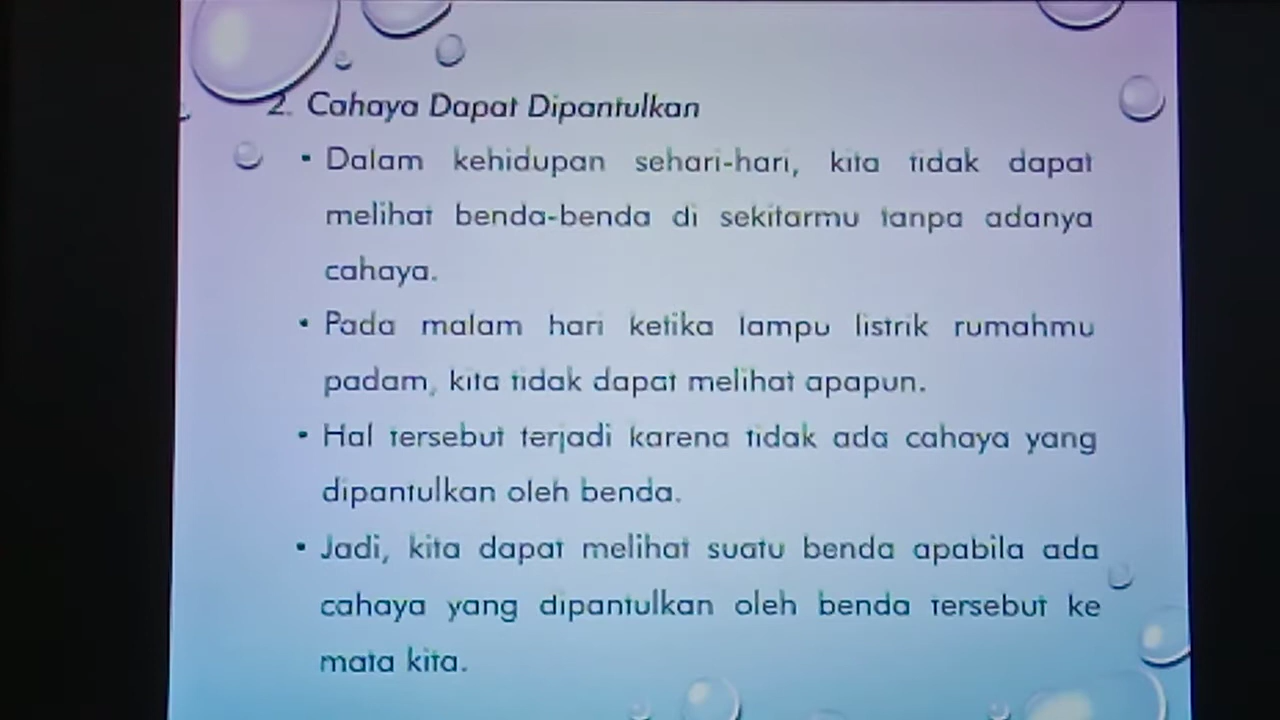 2. Cahaya Dapat Dipantulkan
• Dalam kehidupan sehari-hari, kita tidak dapat
melihat benda-benda di sekitarmu tanpa adanya
cahaya.
• Pada malam hari ketika lampu listrik rumahmu
padam, kita tidak dapat melihat apapun.
• Hal tersebut terjadi karena tidak ada cahaya yang
dipantulkan oleh benda.
• Jadi, kita dapat melihat suatu benda apabila ada
cahaya yang dipantulkan oleh benda tersebut ke
mata kita.